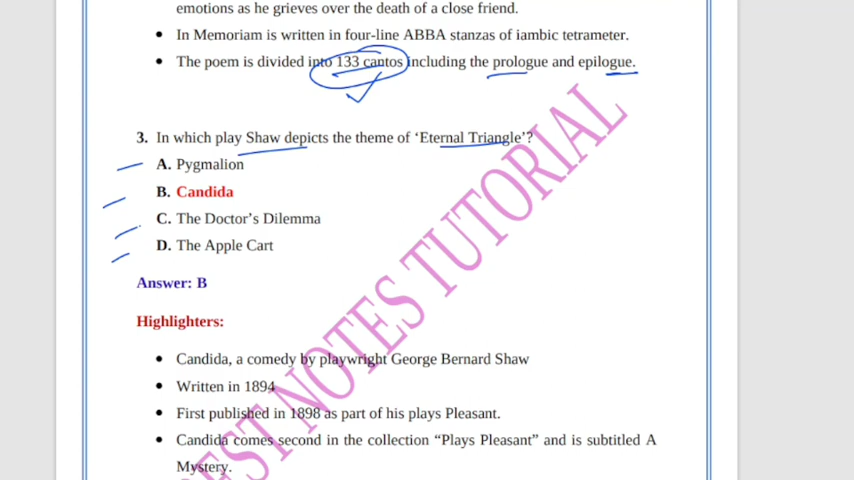 emotions as he grieves over the death of a close friend.
• In Memoriam is written in four-line ABBA stanzas of iambic tetrameter.
• The poem is divided into 133 cantos including the prologue and epilogue.
3. In which play Shaw depicts the theme of ‘Eternal Triangle’?
A. Pygmalion
B. Candida
C. The Doctor’s Dilemma
D. The Apple Cart
Answer: B
Highlighters:
• Candida, a comedy by playwright George Bernard Shaw
• Written in 1894
• First published in 1898 as part of his plays Pleasant.
• Candida comes second in the collection “Plays Pleasant” and is subtitled A
Mystery.
EST NOTES TUTORIAL